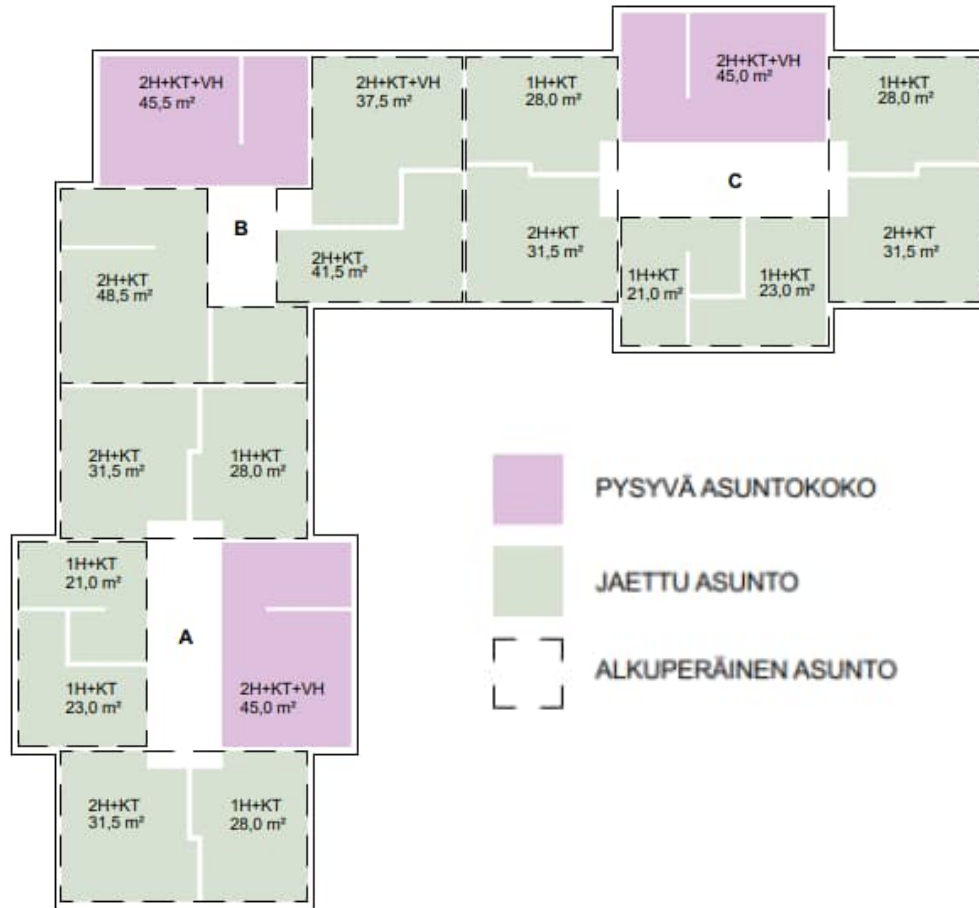 2H+KT+VH
45,0 m²
2H+KT+VH
45,5 m²
2H+KT+VH
37,5 m²
1H+KT
28,0 m²
1H+KT
28,0 m²
C
B
2H+KT
41,5 m²
2H+KT
31,5 m²
2H+KT
31,5 m²
1H+KT
21,0 m²
1H+KT
23,0 m²
2H+KT
48,5 m²
2H+KT
31,5 m²
1H+KT
28,0 m²
1H+KT
21,0 m²
A
1H+KT
23,0 m²
2H+KT+VH
45,0 m²
2H+KT
31,5 m²
1H+KT
28,0 m²
PYSYVÄ ASUNTOKOKO
JAETTU ASUNTO
ALKUPERÄINEN ASUNTO